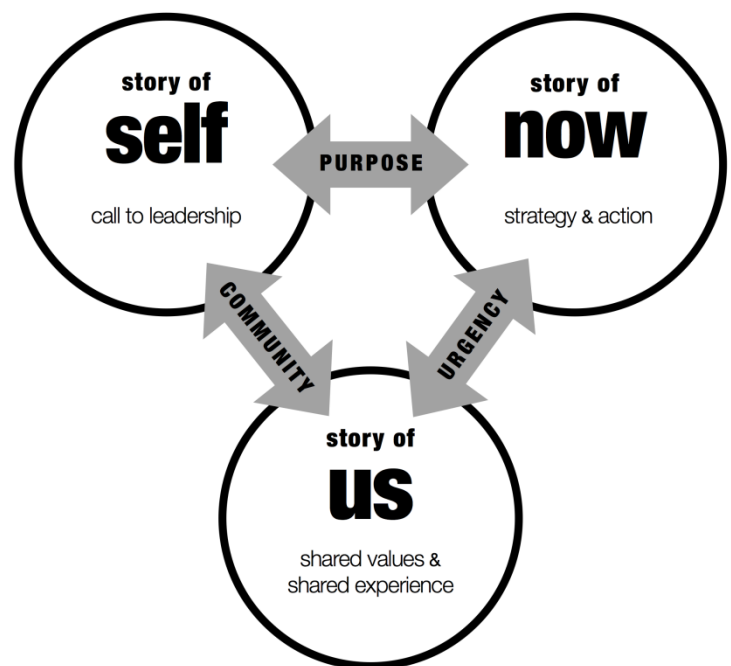 story of
self
call to leadership
PURPOSE
story of
now
strategy & action
COMMUNITY
URGENCY
story of
us
shared values &
shared experience